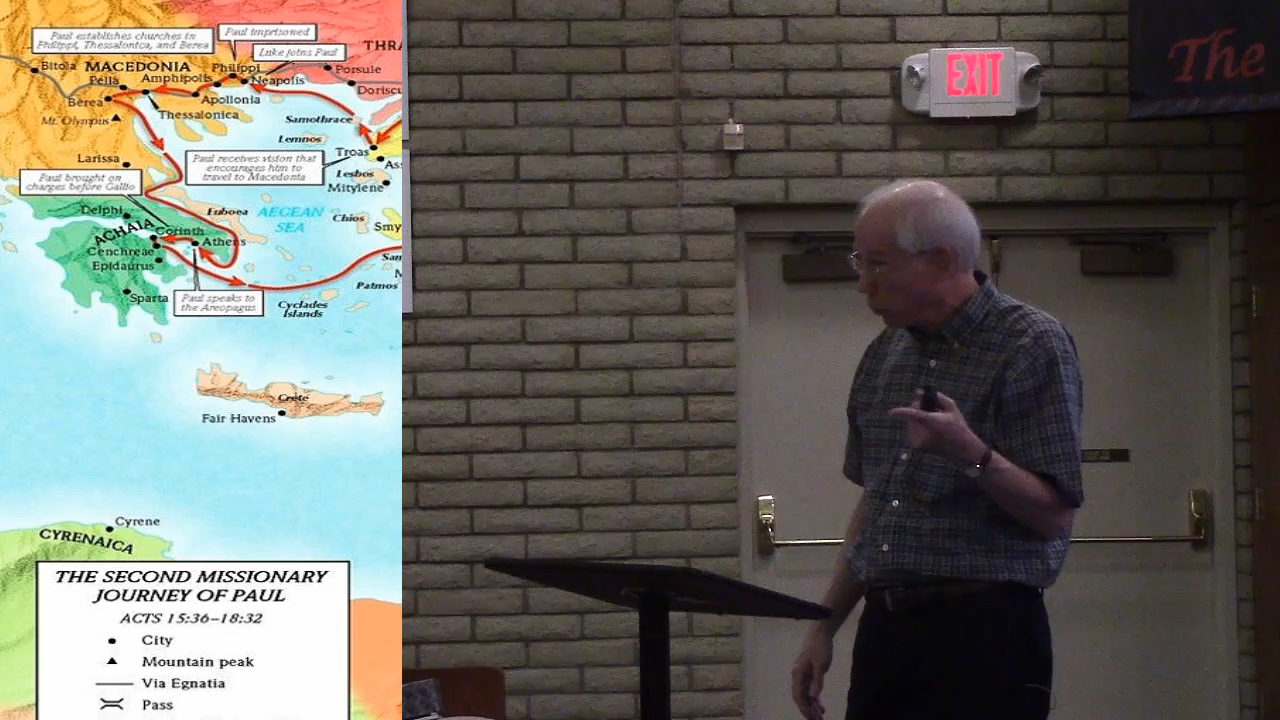 Paul establishes churches in
Philippi, Thessalonica, and Berea
Paul imprisoned
Luke joins Paul
THRA
Bitola
MACEDONIA
Philippi
Porsule
Pella
Amphipolis
Neapolis
Doriscu
Berea
Apollonia
Thessalonica
Mt. Olympus
Samothrace
Lemnos
Troas
Larissa
Paul receives vision that
encourages him to
travel to Macedonia
Ass
Lesbos
Mitylene
Paul brought on
charges before Gallio
Delphi
Euboea
AEGEAN
SEA
Chios
Smy
ACHAIA
Corinth
Athens
Cenchreae
Epidaurus
Sam
M
Patmos
Sparta
Paul speaks to
the Areopagus
Cyclades
Islands
Crete
Fair Havens
Cyrene
CYRENAICA
THE SECOND MISSIONARY
JOURNEY OF PAUL
ACTS 15:36–18:32
City
Mountain peak
Via Egnatia
Pass
EXIT
The